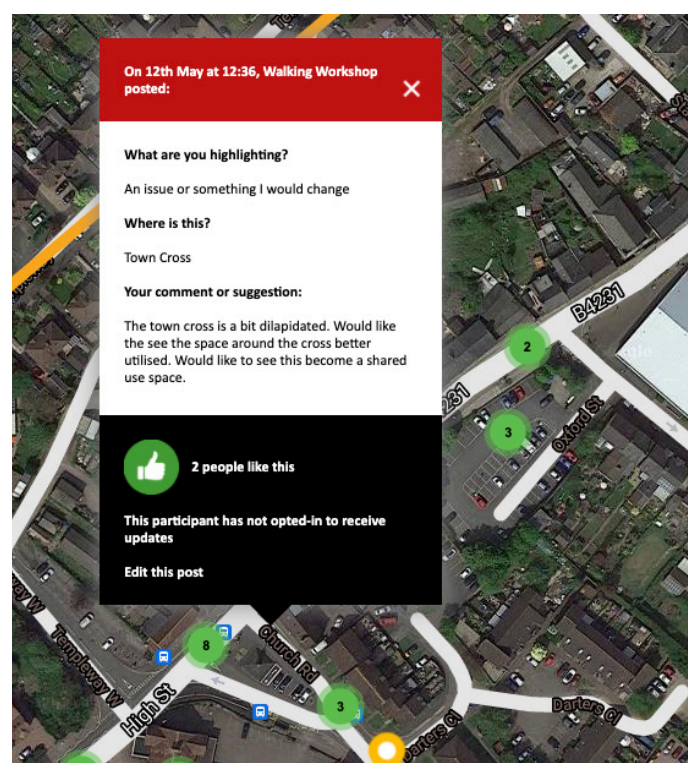 On 12th May at 12:36, Walking Workshop
posted:
What are you highlighting?
An issue or something I would change
Where is this?
Town Cross
Your comment or suggestion:
The town cross is a bit dilapidated. Would like
the see the space around the cross better
utilised. Would like to see this become a shared
use space.
2 people like this
This participant has not opted-in to receive
updates
Edit this post
B4231
2
231
3
Oxford St
8
Church Rd
Templeway W
High St
3
Darters Cl
Darters Cl